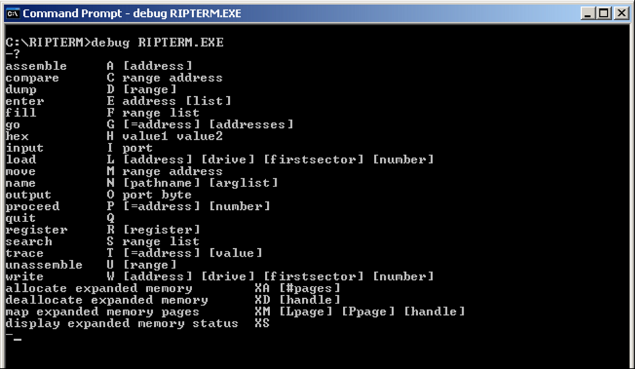 Command Prompt - debug RIPTERM.EXE
C:\RIPTERM>debug RIPTERM.EXE
-?
assemble     A [address]
compare      C range address
dump         D [range]
enter        E address [list]
fill         F range list
go           G [=address] [addresses]
hex          H value1 value2
input        I port
load         L [address] [drive] [firstsector] [number]
move         M range address
name         N [pathname] [arglist]
output       O port byte
proceed      P [=address] [number]
quit         Q
register     R [register]
search       S range list
trace        T [=address] [value]
unassemble   U [range]
write        W [address] [drive] [firstsector] [number]
allocate expanded memory        XA [#pages]
deallocate expanded memory      XD [handle]
map expanded memory pages       XM [Lpage] [Ppage] [handle]
display expanded memory status  XS
-_